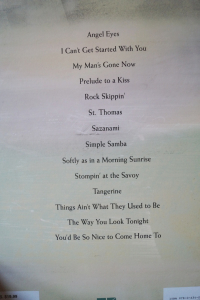 Angel Eyes
I Can't Get Started With You
My Man's Gone Now
Prelude to a Kiss
Rock Skippin'
St. Thomas
Sazanami
Simple Samba
Softly as in a Morning Sunrise
Stompin' at the Savoy
Tangerine
Things Ain't What They Used to Be
The Way You Look Tonight
You'd Be So Nice to Come Home To